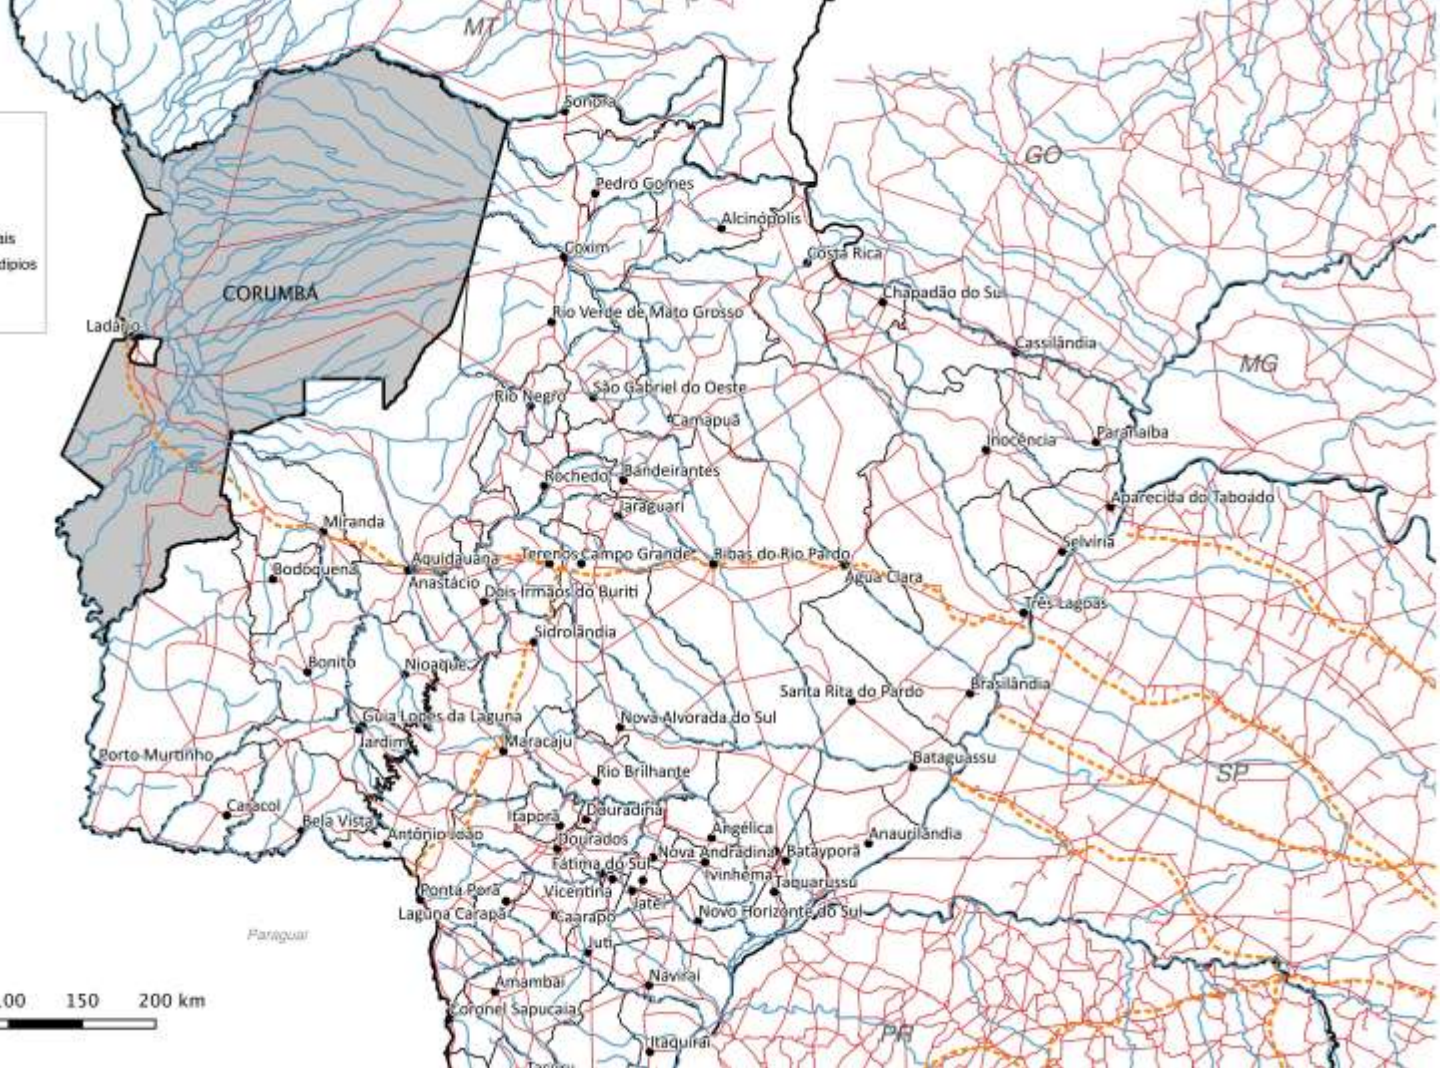 MT
Sonora
GO
Pedro Gomes
Alcinópolis
ais
Coxim
Costa Rica
dípios
CORUMBÁ
Chapadão do Su
Rio Verde de Mato Grosso
Ladário
Cassilândia
MG
São Gabriel do Oeste
Rio Negro
Camapuã
Paranaíba
Inocência
Rochedo
Bandeirantes
Aparecida do Taboado
Jaraguari
Miranda
Selvíria
Aquidauana
Terenos
Campo Grande
Ribas do Rio Pardo
Bodoquena
Anastácio
Água Clara
Dois Irmãos do Buriti
Três Lagoas
Sidrolândia
Bonito
Nioaque
Brasilândia
Santa Rita do Pardo
Guia Lopes da Laguna
Nova Alvorada do Sul
Jardim
Maracaju
Porto Murtinho
Bataguassu
Rio Brilhante
SP
Caracol
Bela Vista
Itaporã
Douradina
Antônio João
Angélica
Anaurilândia
Dourados
Nova Andradina
Batayporã
Fátima do Sul
Ivinhema
Ponta Porã
Vicentina
Taquarussu
Jateí
Laguna Carapã
Caarapó
Novo Horizonte do Sul
Paraguai
Juti
Amambai
Naviraí
00 150 200 km
Coronel Sapucaia
PR
Itaquiraí
Tacuru